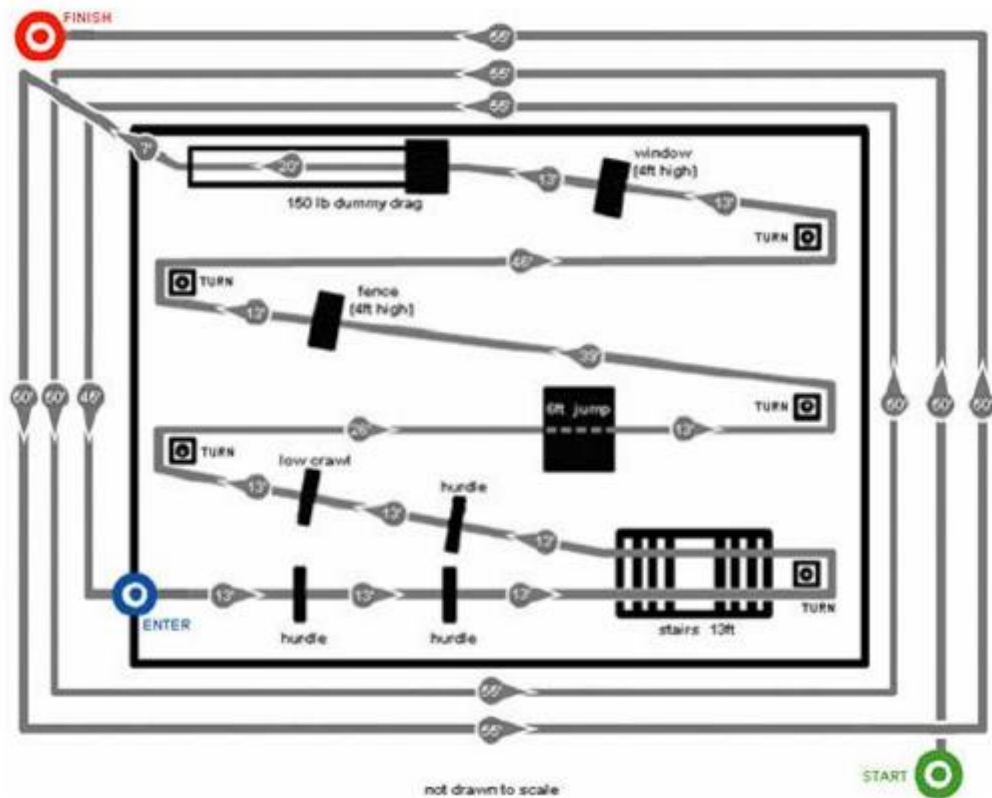 FINISH
55'
55'
55'
7'
20'
150 lb dummy drag
13'
window
[4ft high]
13'
TURN
46'
TURN
13'
fence
[4ft high]
39'
60'
60'
46'
60'
60'
60'
TURN
6ft jump
26'
13'
TURN
low crawl
13'
hurdle
13'
13'
TURN
ENTER
13'
hurdle
13'
hurdle
13'
stairs 13ft
55'
55'
START
not drawn to scale